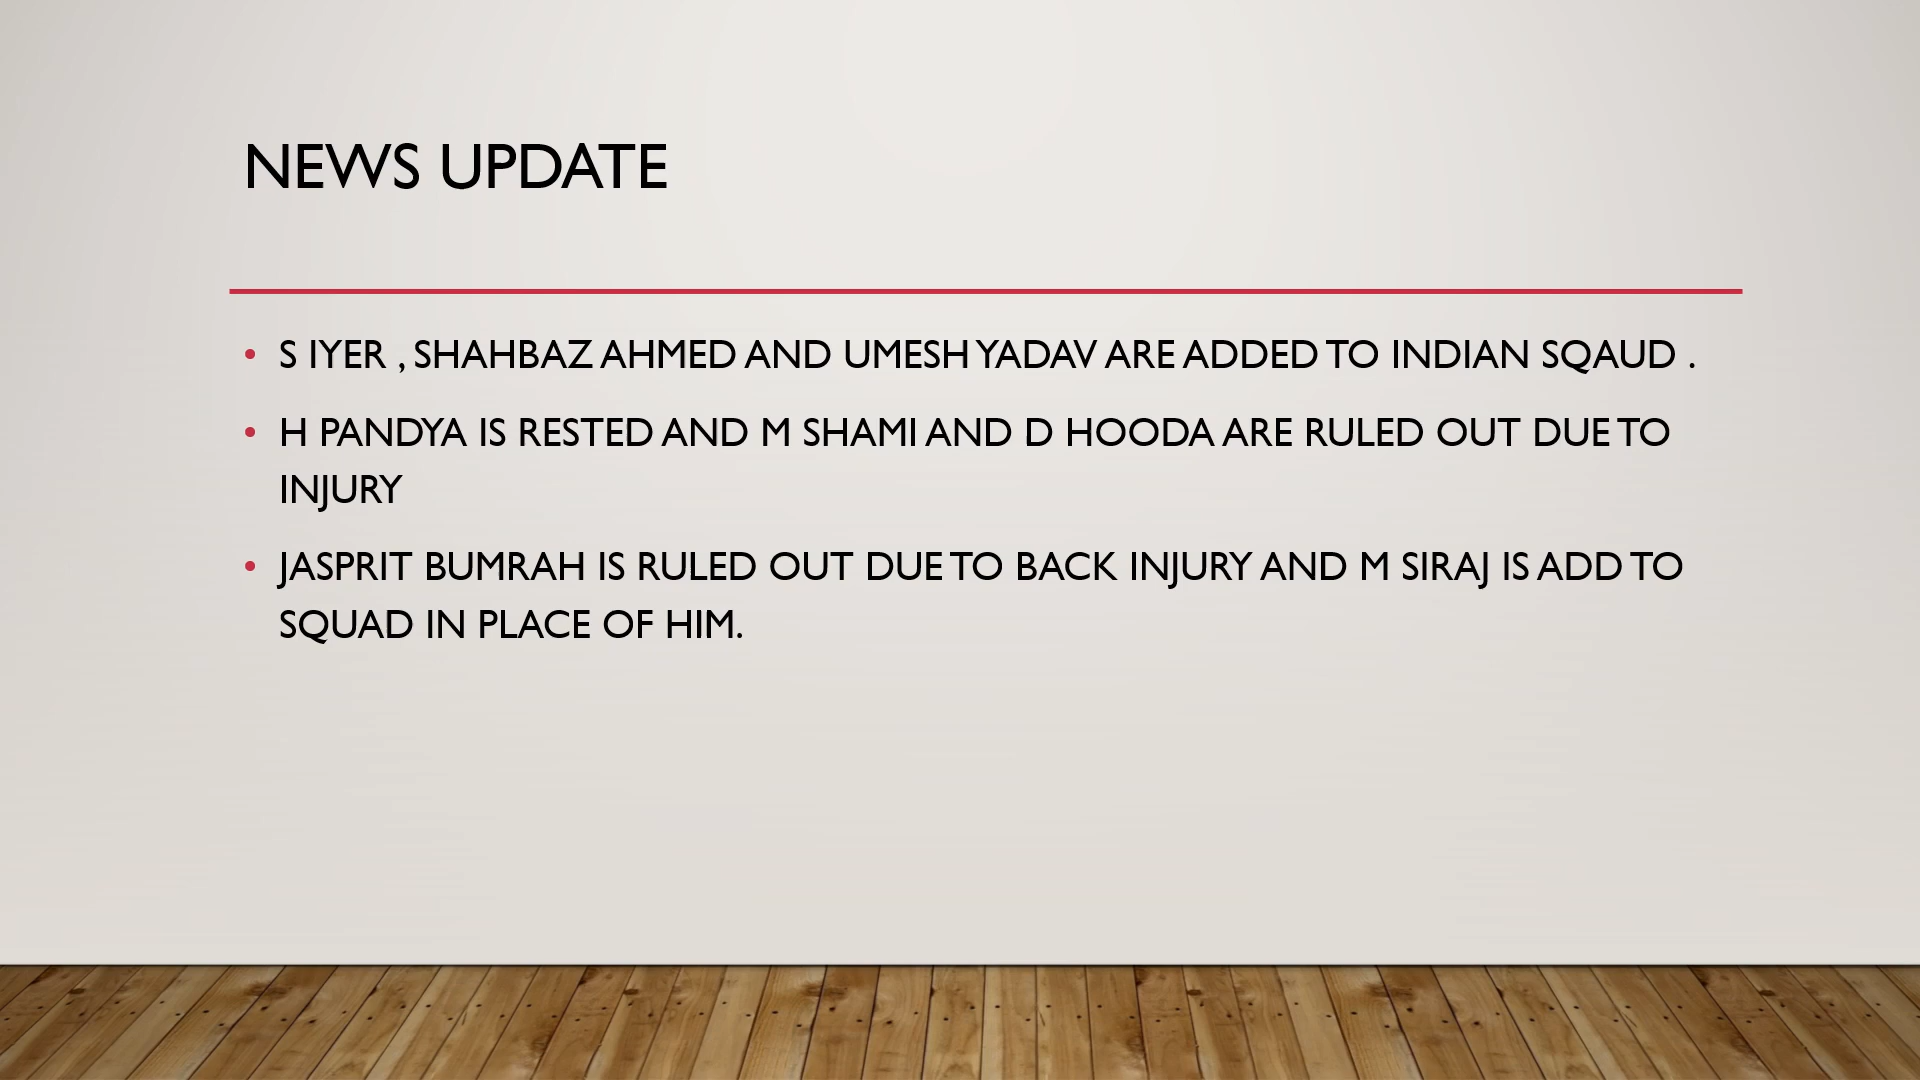 NEWS UPDATE
• S IYER , SHAHBAZ AHMED AND UMESH YADAV ARE ADDED TO INDIAN SQAUD .
• H PANDYA IS RESTED AND M SHAMI AND D HOODA ARE RULED OUT DUE TO
INJURY
• JASPRIT BUMRAH IS RULED OUT DUE TO BACK INJURY AND M SIRAJ IS ADD TO
SQUAD IN PLACE OF HIM.